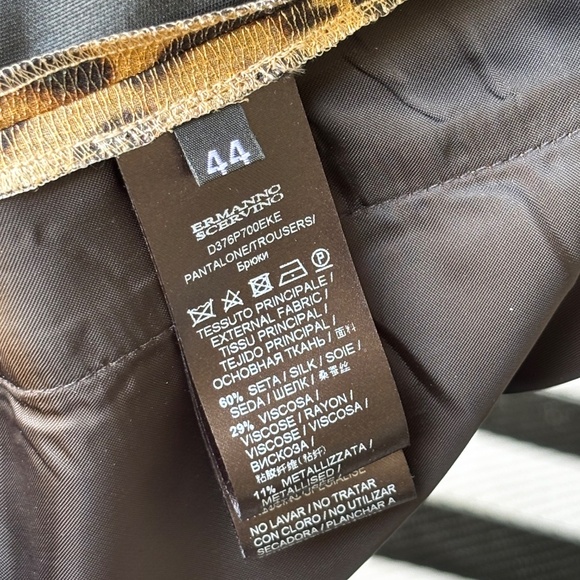 44
ERMANNO
SCERVINO
D376P700EKE
PANTALONE/TROUSERS/
Брюки
P
TESSUTO PRINCIPALE /
EXTERNAL FABRIC /
TISSU PRINCIPAL /
TEJIDO PRINCIPAL /
ОСНОВНАЯ ТКАНЬ / 面料
60% SETA / SILK / SOIE /
SEDA / ШЕЛК / 桑蚕丝
29% VISCOSA /
VISCOSE / RAYON /
VISCOSE / VISCOSA /
ВИСКОЗА /
粘胶纤维 (粘纤)
11% METALLIZZATA /
METALLISED /
NO LAVAR / NO TRATAR
CON CLORO / NO UTILIZAR
SECADORA / PLANCHAR A